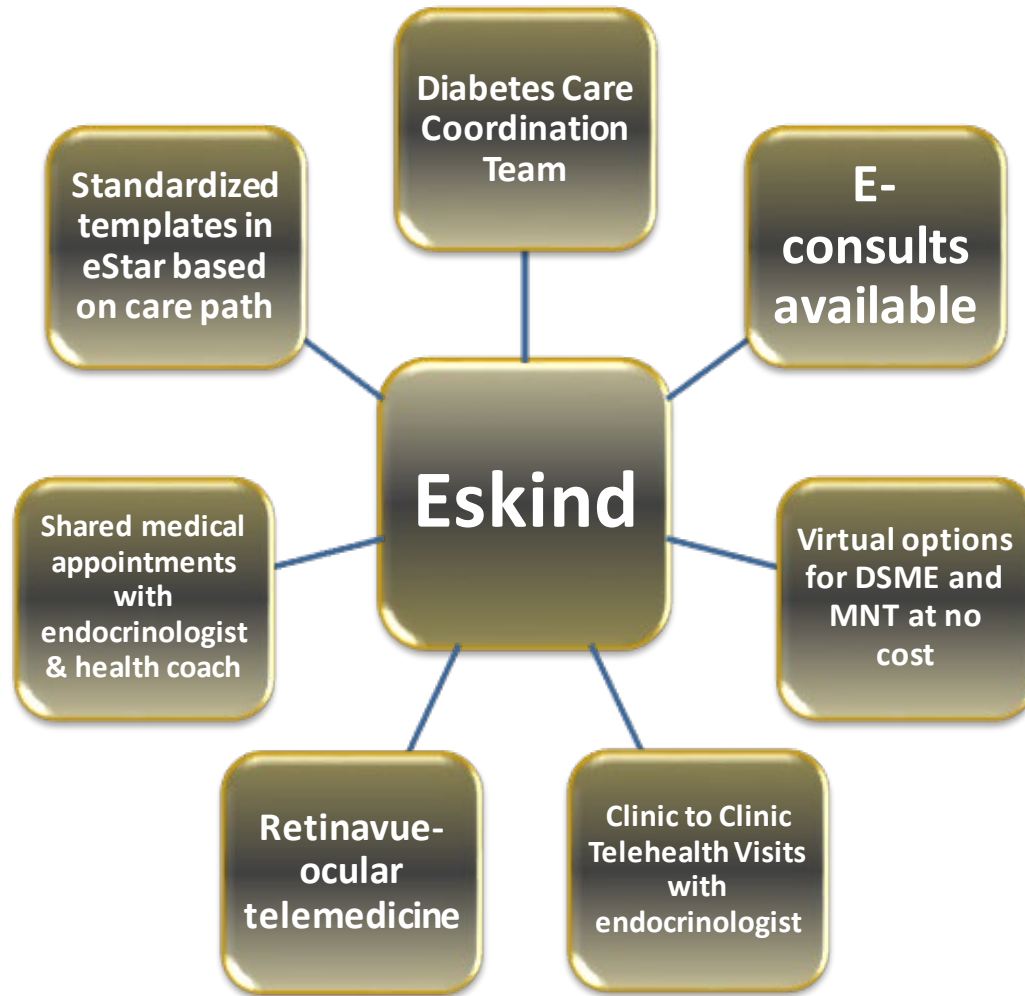 Diabetes Care
Coordination
Team
E-
consults
available
Virtual options
for DSME and
MNT at no
cost
Clinic to Clinic
Telehealth Visits
with
endocrinologist
Retinavue-
ocular
telemedicine
Shared medical
appointments
with
endocrinologist
& health coach
Standardized
templates in
eStar based
on care path
Eskind